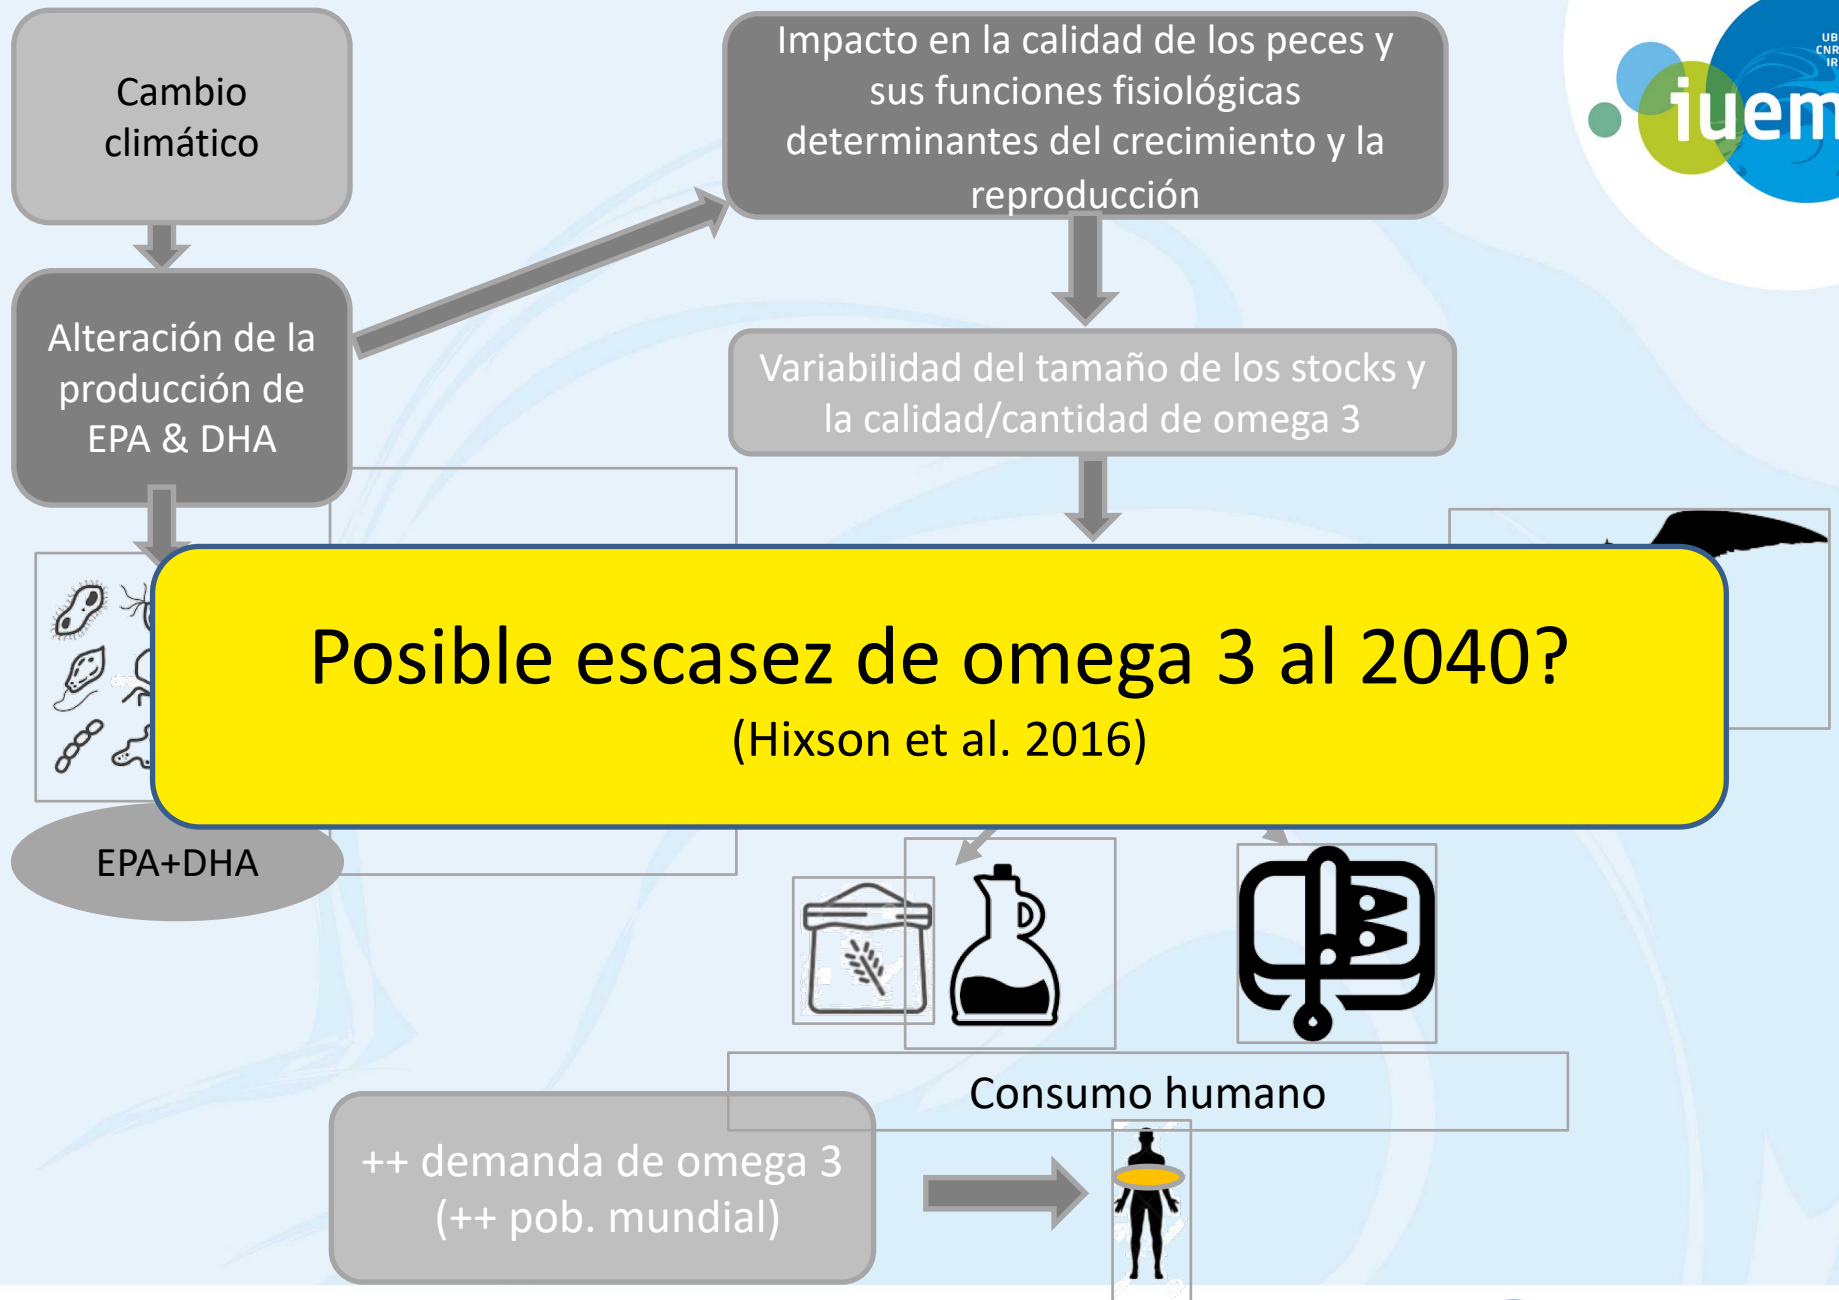 Cambio
climático
Impacto en la calidad de los peces y
sus funciones fisiológicas
determinantes del crecimiento y la
reproducción
iuem
Alteración de la
producción de
EPA & DHA
Variabilidad del tamaño de los stocks y
la calidad/cantidad de omega 3
Posible escasez de omega 3 al 2040?
(Hixson et al. 2016)
EPA+DHA
Consumo humano
++ demanda de omega 3
(++ pob. mundial)